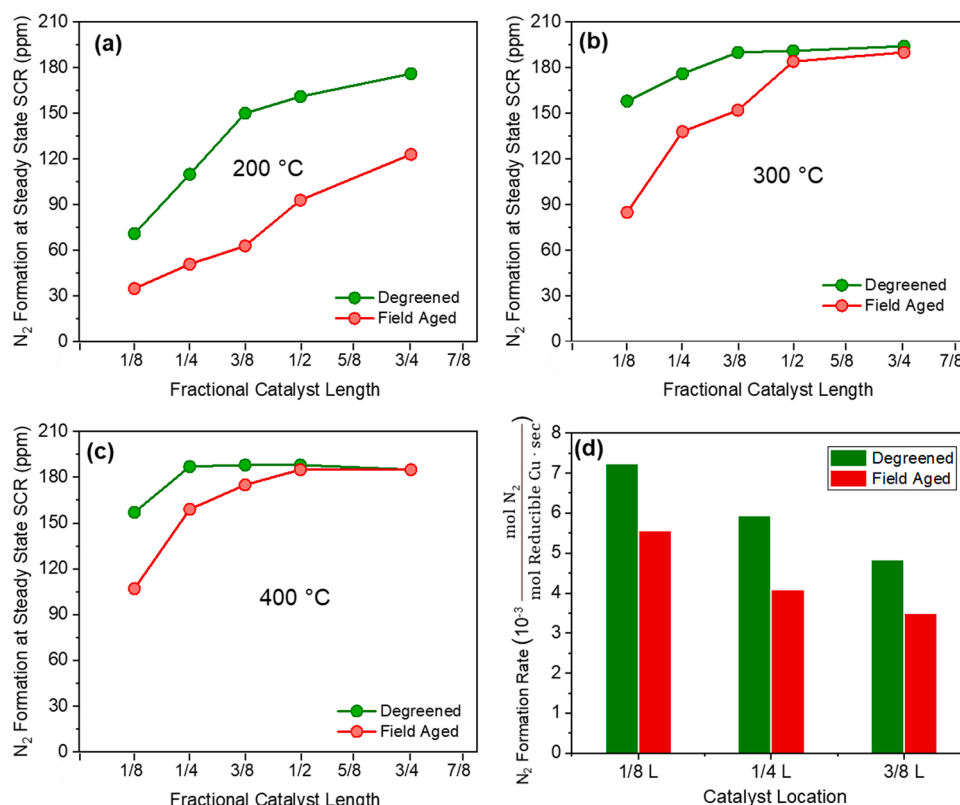 (a)
N₂ Formation at Steady State SCR (ppm)
210
180
150
120
90
60
30
0
200 °C
Degreened
Field Aged
1/8 1/4 3/8 1/2 5/8 3/4 7/8
Fractional Catalyst Length
(b)
N₂ Formation at Steady State SCR (ppm)
210
180
150
120
90
60
30
0
300 °C
Degreened
Field Aged
1/8 1/4 3/8 1/2 5/8 3/4 7/8
Fractional Catalyst Length
(c)
N₂ Formation at Steady State SCR (ppm)
210
180
150
120
90
60
30
0
400 °C
Degreened
Field Aged
1/8 1/4 3/8 1/2 5/8 3/4 7/8
Fractional Catalyst Length
(d)
N₂ Formation Rate (10⁻³ mol N₂ / mol Reducible Cu · sec)
8
7
6
5
4
3
2
1
0
Degreened
Field Aged
1/8 L 1/4 L 3/8 L
Catalyst Location